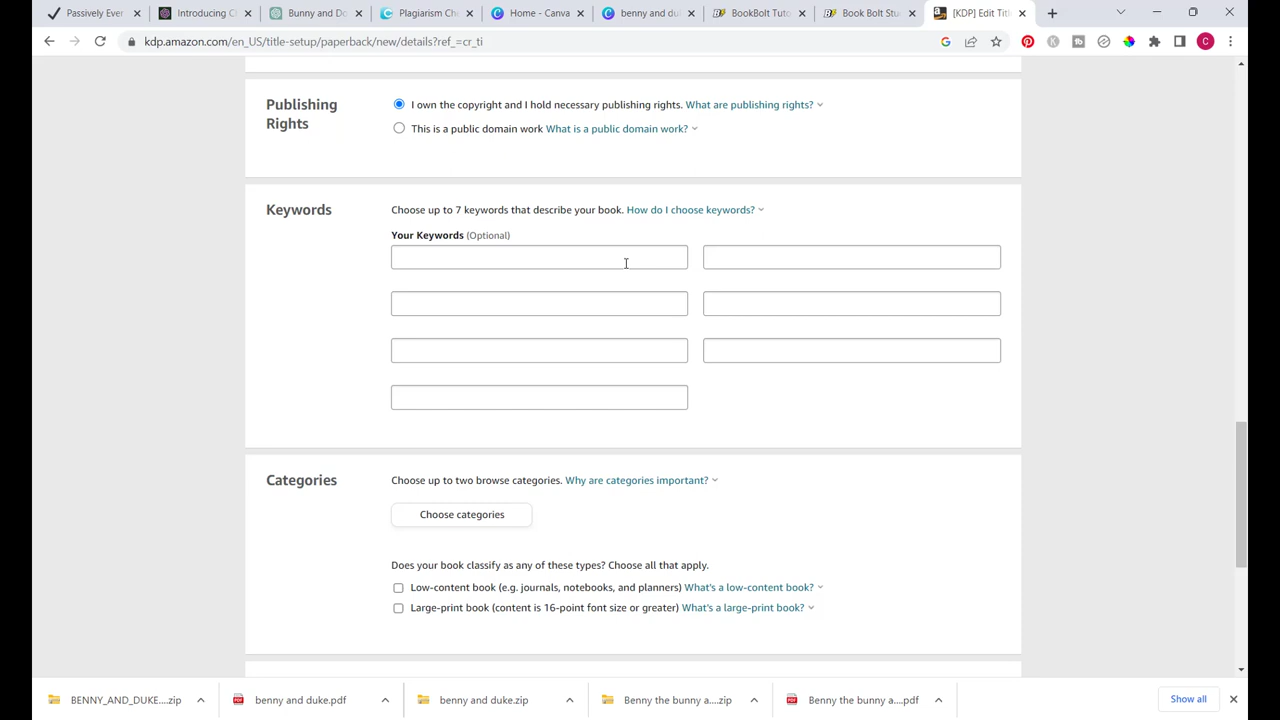 Passively Ever
Introducing C
Bunny and Do
Plagiarism Che
Home - Canva
benny and du
BookBolt Tuto
BookBolt Stu
[KDP] Edit Titl
kdp.amazon.com/en_US/title-setup/paperback/new/details?ref_=cr_ti
C
Publishing Rights
I own the copyright and I hold necessary publishing rights. What are publishing rights?
This is a public domain work What is a public domain work?
Keywords
Choose up to 7 keywords that describe your book. How do I choose keywords?
Your Keywords (Optional)
Categories
Choose up to two browse categories. Why are categories important?
Choose categories
Does your book classify as any of these types? Choose all that apply.
Low-content book (e.g. journals, notebooks, and planners) What's a low-content book?
Large-print book (content is 16-point font size or greater) What's a large-print book?
BENNY_AND_DUKE....zip
benny and duke.pdf
benny and duke.zip
Benny the bunny a....zip
Benny the bunny a....pdf
Show all